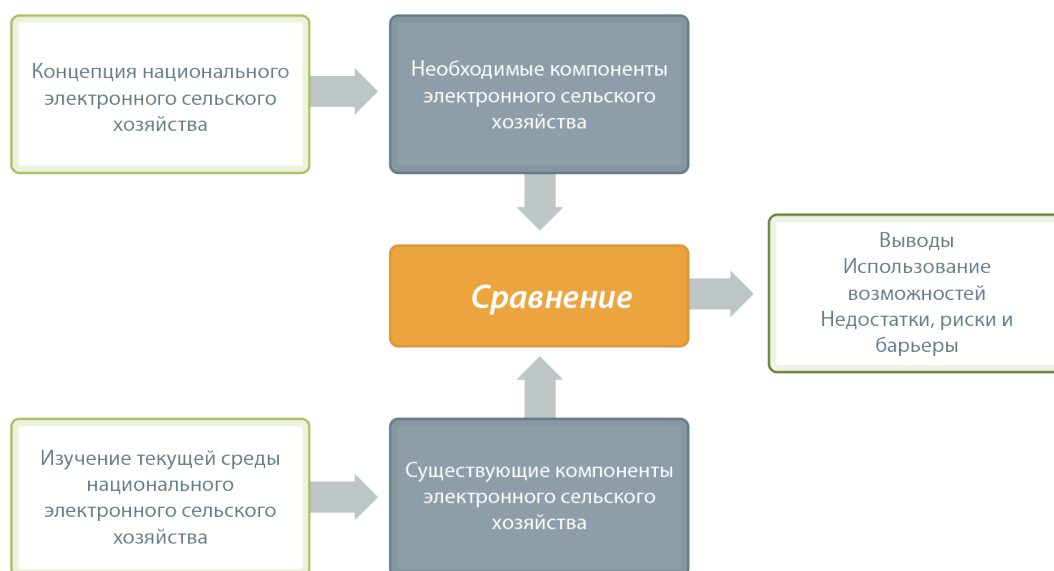 Концепция национального
электронного сельского
хозяйства
Необходимые компоненты
электронного сельского
хозяйства
Сравнение
Выводы
Использование
возможностей
Недостатки, риски и
барьеры
Изучение текущей среды
национального
электронного сельского
хозяйства
Существующие компоненты
электронного сельского
хозяйства